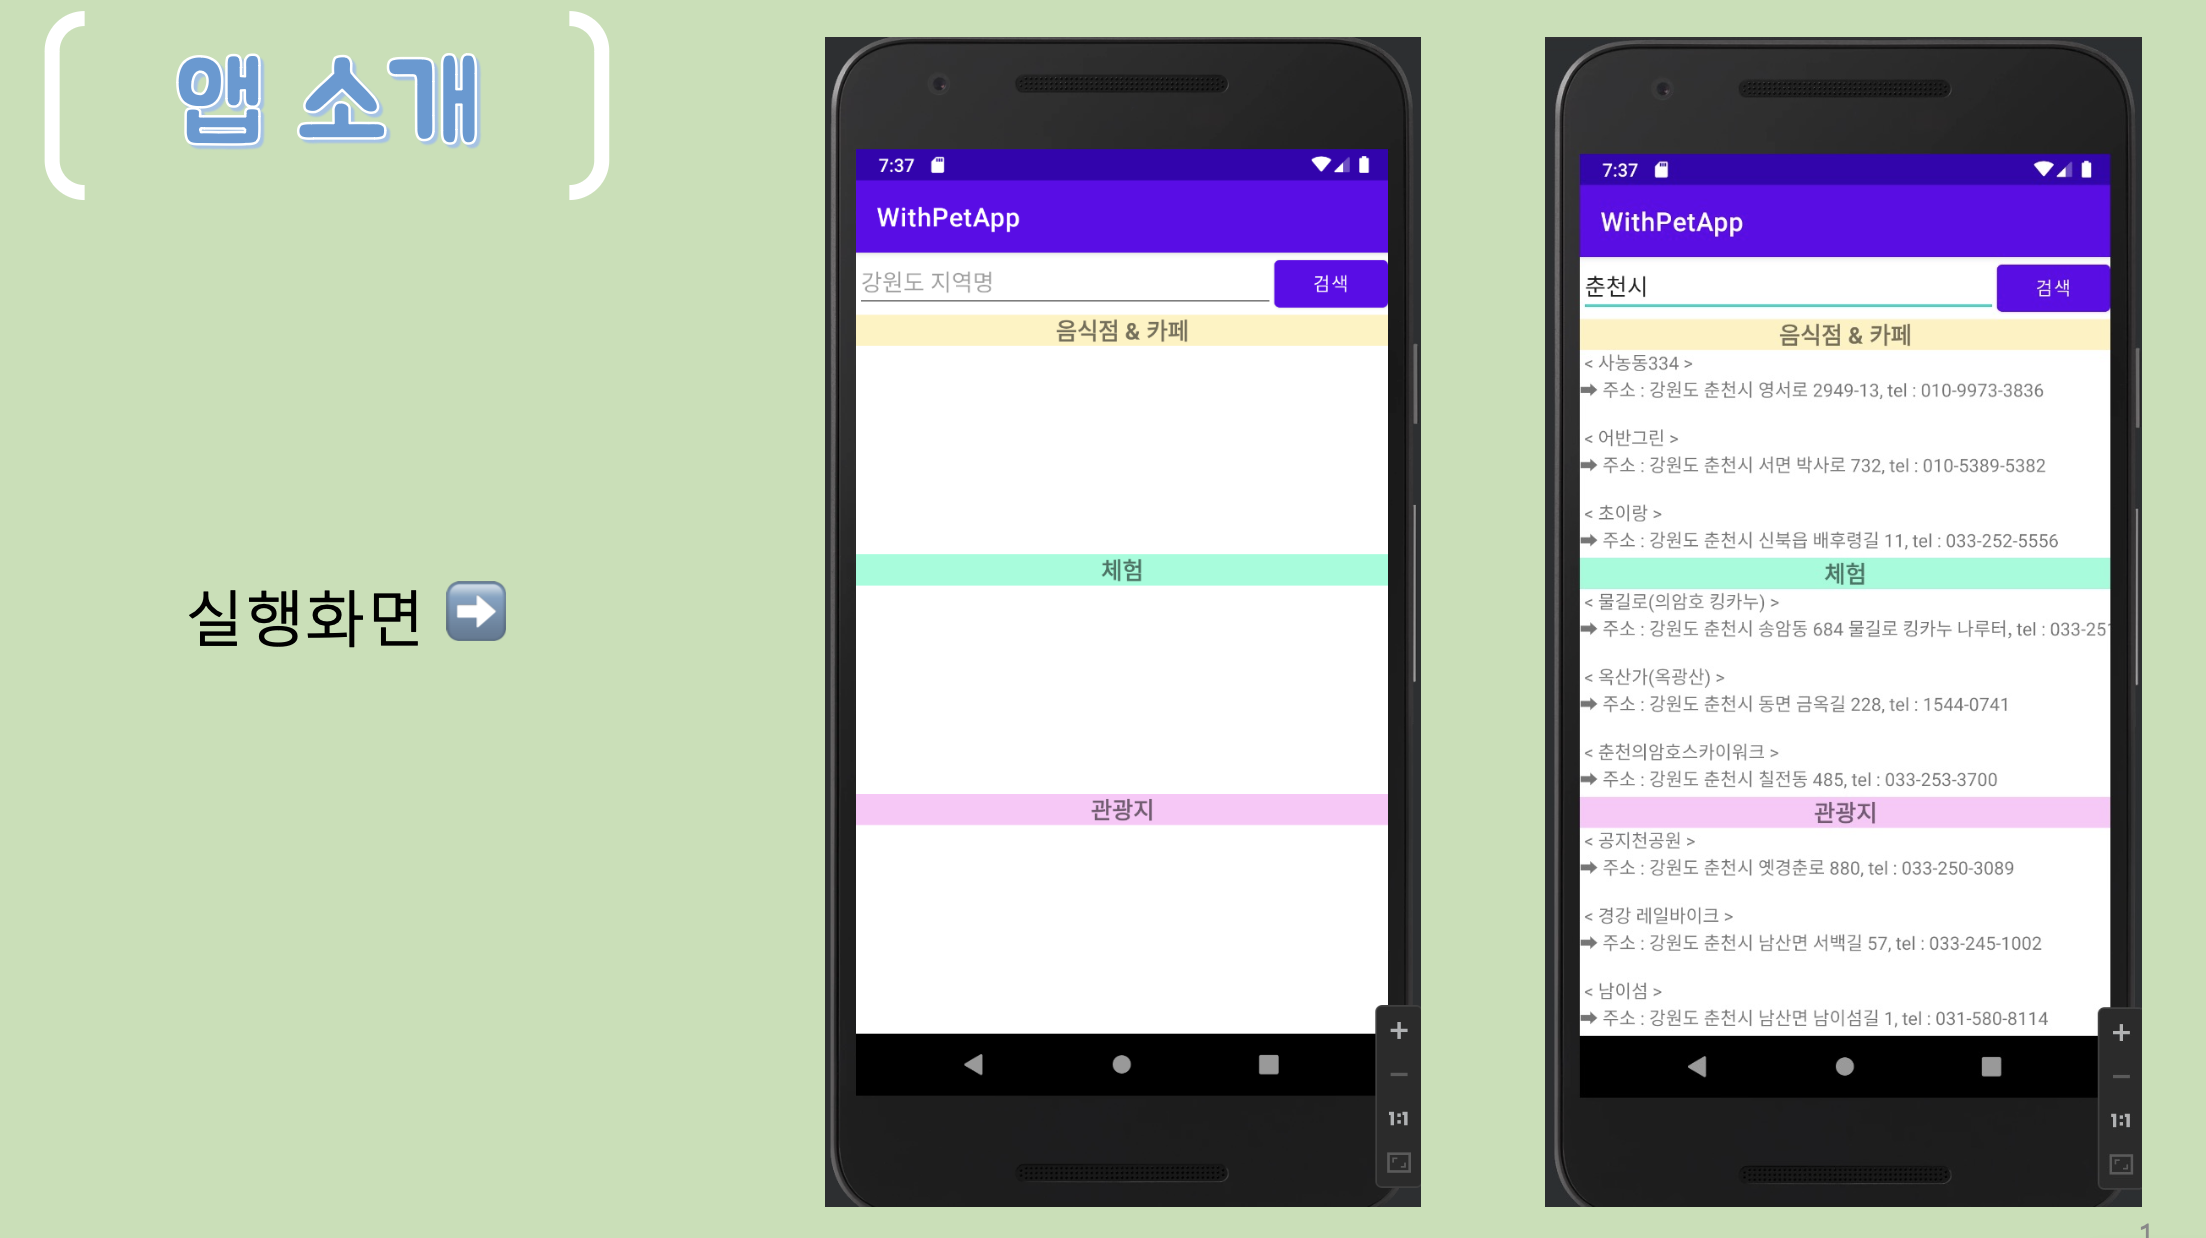 앱 소개
실행화면 ➡
7:37
WithPetApp
강원도 지역명
검색
음식점 & 카페
체험
관광지
1:1
7:37
WithPetApp
춘천시
검색
음식점 & 카페
< 사농동334 >
➡ 주소 : 강원도 춘천시 영서로 2949-13, tel : 010-9973-3836
< 어반그린 >
➡ 주소 : 강원도 춘천시 서면 박사로 732, tel : 010-5389-5382
< 초이랑 >
➡ 주소 : 강원도 춘천시 신북읍 배후령길 11, tel : 033-252-5556
체험
< 물길로(의암호 킹카누) >
➡ 주소 : 강원도 춘천시 송암동 684 물길로 킹카누 나루터, tel : 033-251
< 옥산가(옥광산) >
➡ 주소 : 강원도 춘천시 동면 금옥길 228, tel : 1544-0741
< 춘천의암호스카이워크 >
➡ 주소 : 강원도 춘천시 칠전동 485, tel : 033-253-3700
관광지
< 공지천공원 >
➡ 주소 : 강원도 춘천시 옛경춘로 880, tel : 033-250-3089
< 경강 레일바이크 >
➡ 주소 : 강원도 춘천시 남산면 서백길 57, tel : 033-245-1002
< 남이섬 >
➡ 주소 : 강원도 춘천시 남산면 남이섬길 1, tel : 031-580-8114
1:1
1